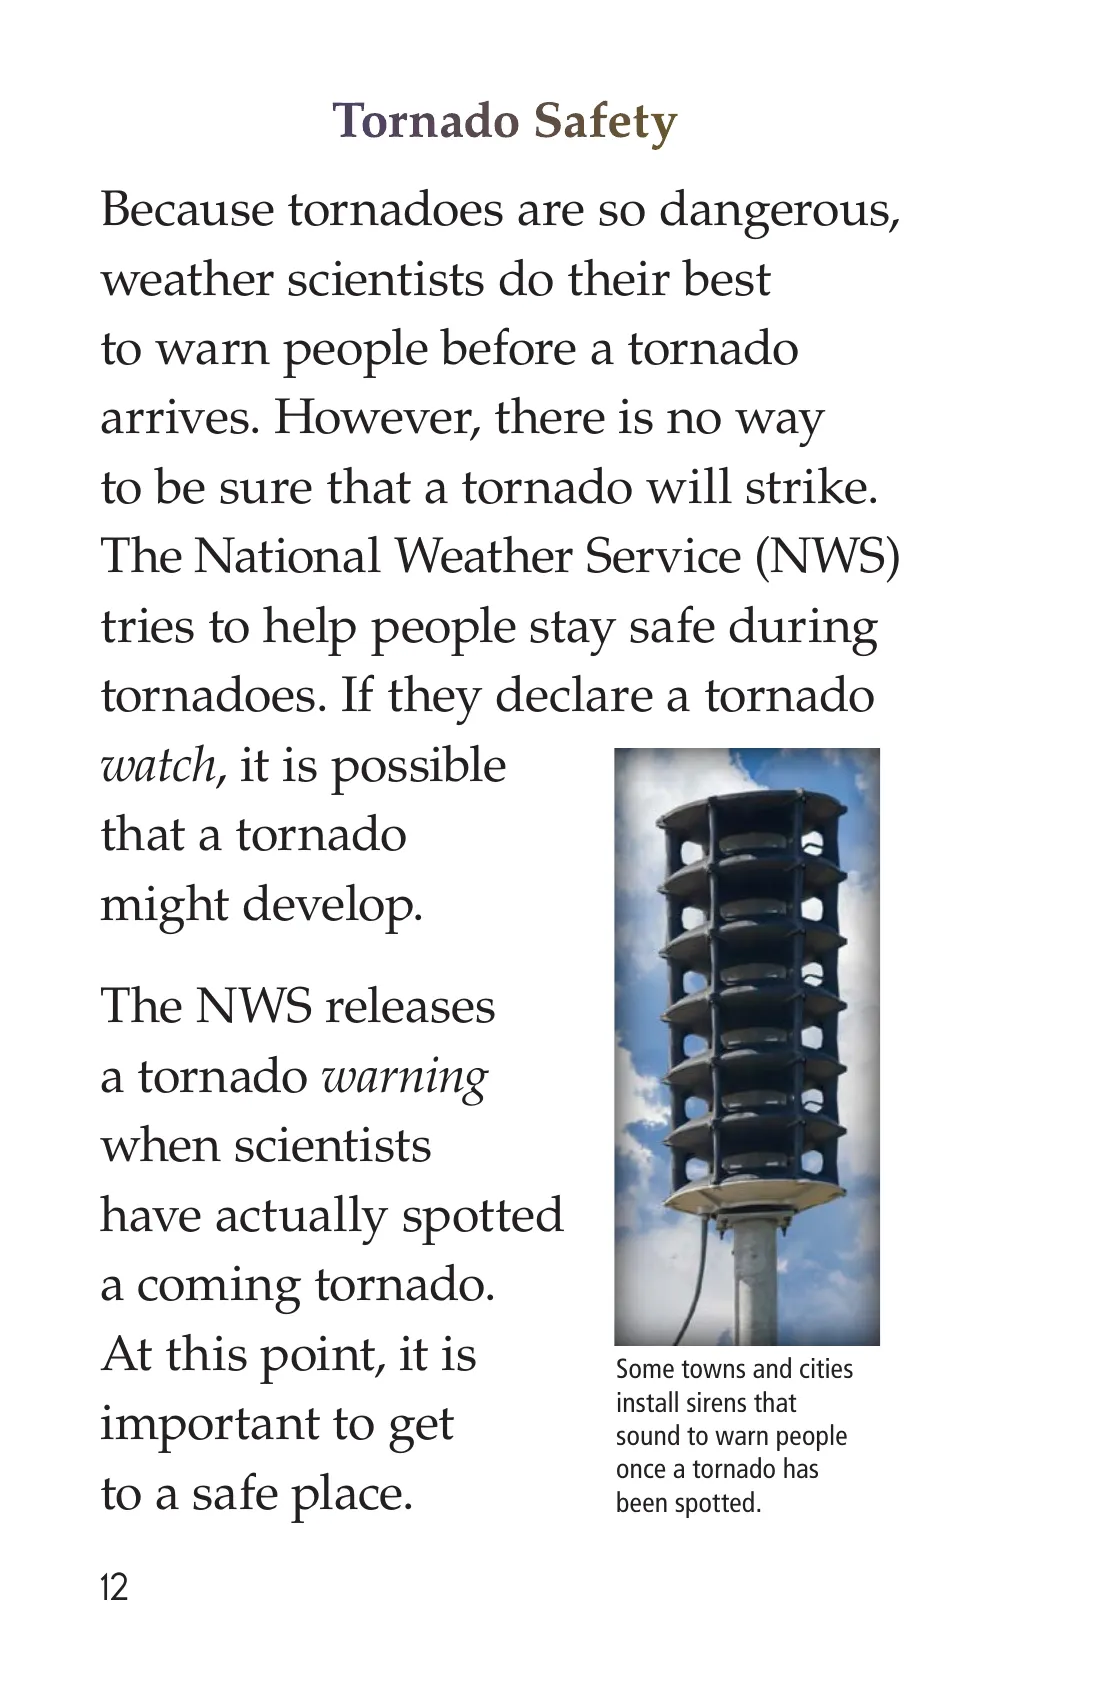 Tornado Safety
Because tornadoes are so dangerous,
weather scientists do their best
to warn people before a tornado
arrives. However, there is no way
to be sure that a tornado will strike.
The National Weather Service (NWS)
tries to help people stay safe during
tornadoes. If they declare a tornado
watch, it is possible
that a tornado
might develop.
The NWS releases
a tornado warning
when scientists
have actually spotted
a coming tornado.
At this point, it is
important to get
to a safe place.
Some towns and cities
install sirens that
sound to warn people
once a tornado has
been spotted.
12